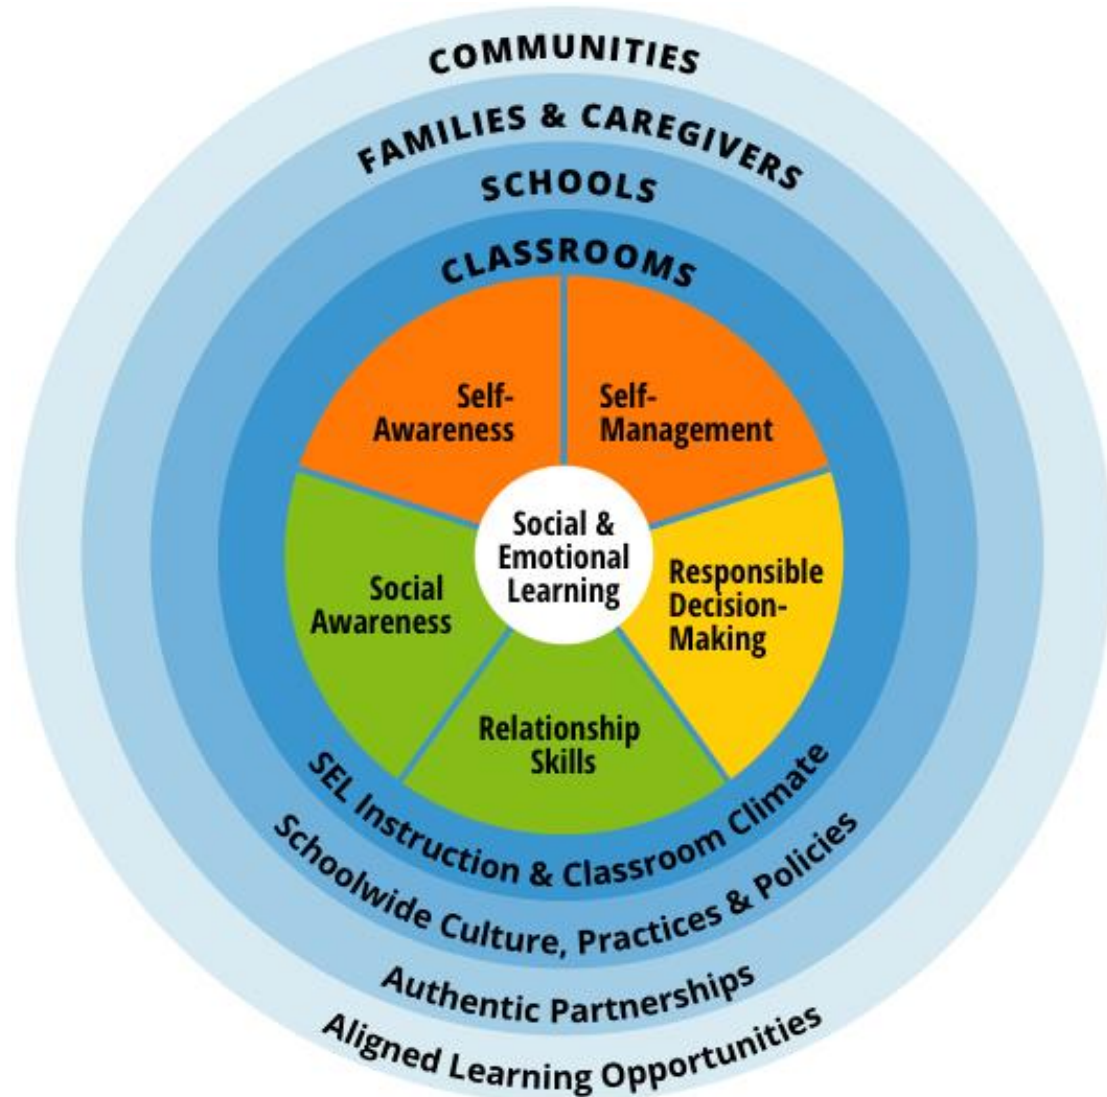 COMMUNITIES
FAMILIES & CAREGIVERS
SCHOOLS
CLASSROOMS
Self-
Awareness
Self-
Management
Social &
Emotional
Learning
Social
Awareness
Responsible
Decision-
Making
Relationship
Skills
SEL Instruction & Classroom Climate
Schoolwide Culture, Practices & Policies
Authentic Partnerships
Aligned Learning Opportunities